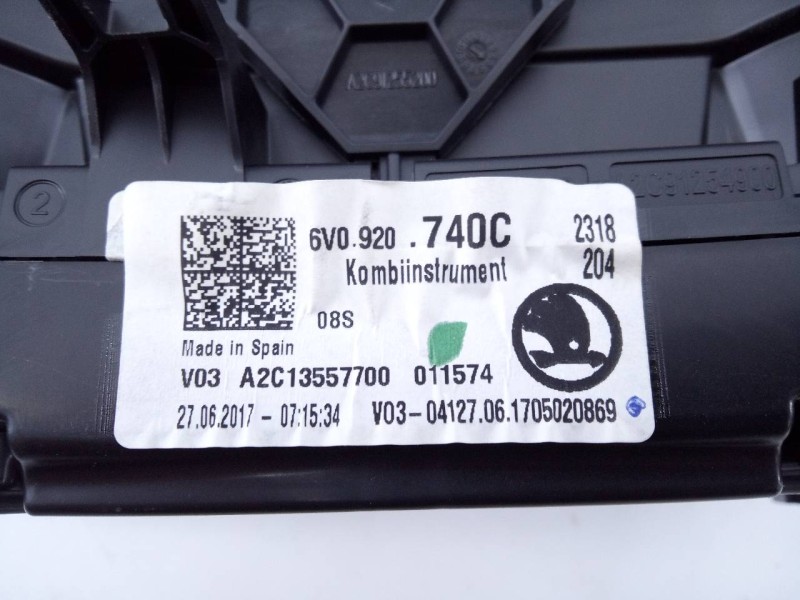 2
6V0.920 .740C 2318
Kombiinstrument 204
08S
Made in Spain
V03 A2C13557700 011574
27.06.2017 - 07:15:34 V03-04127.06.1705020869